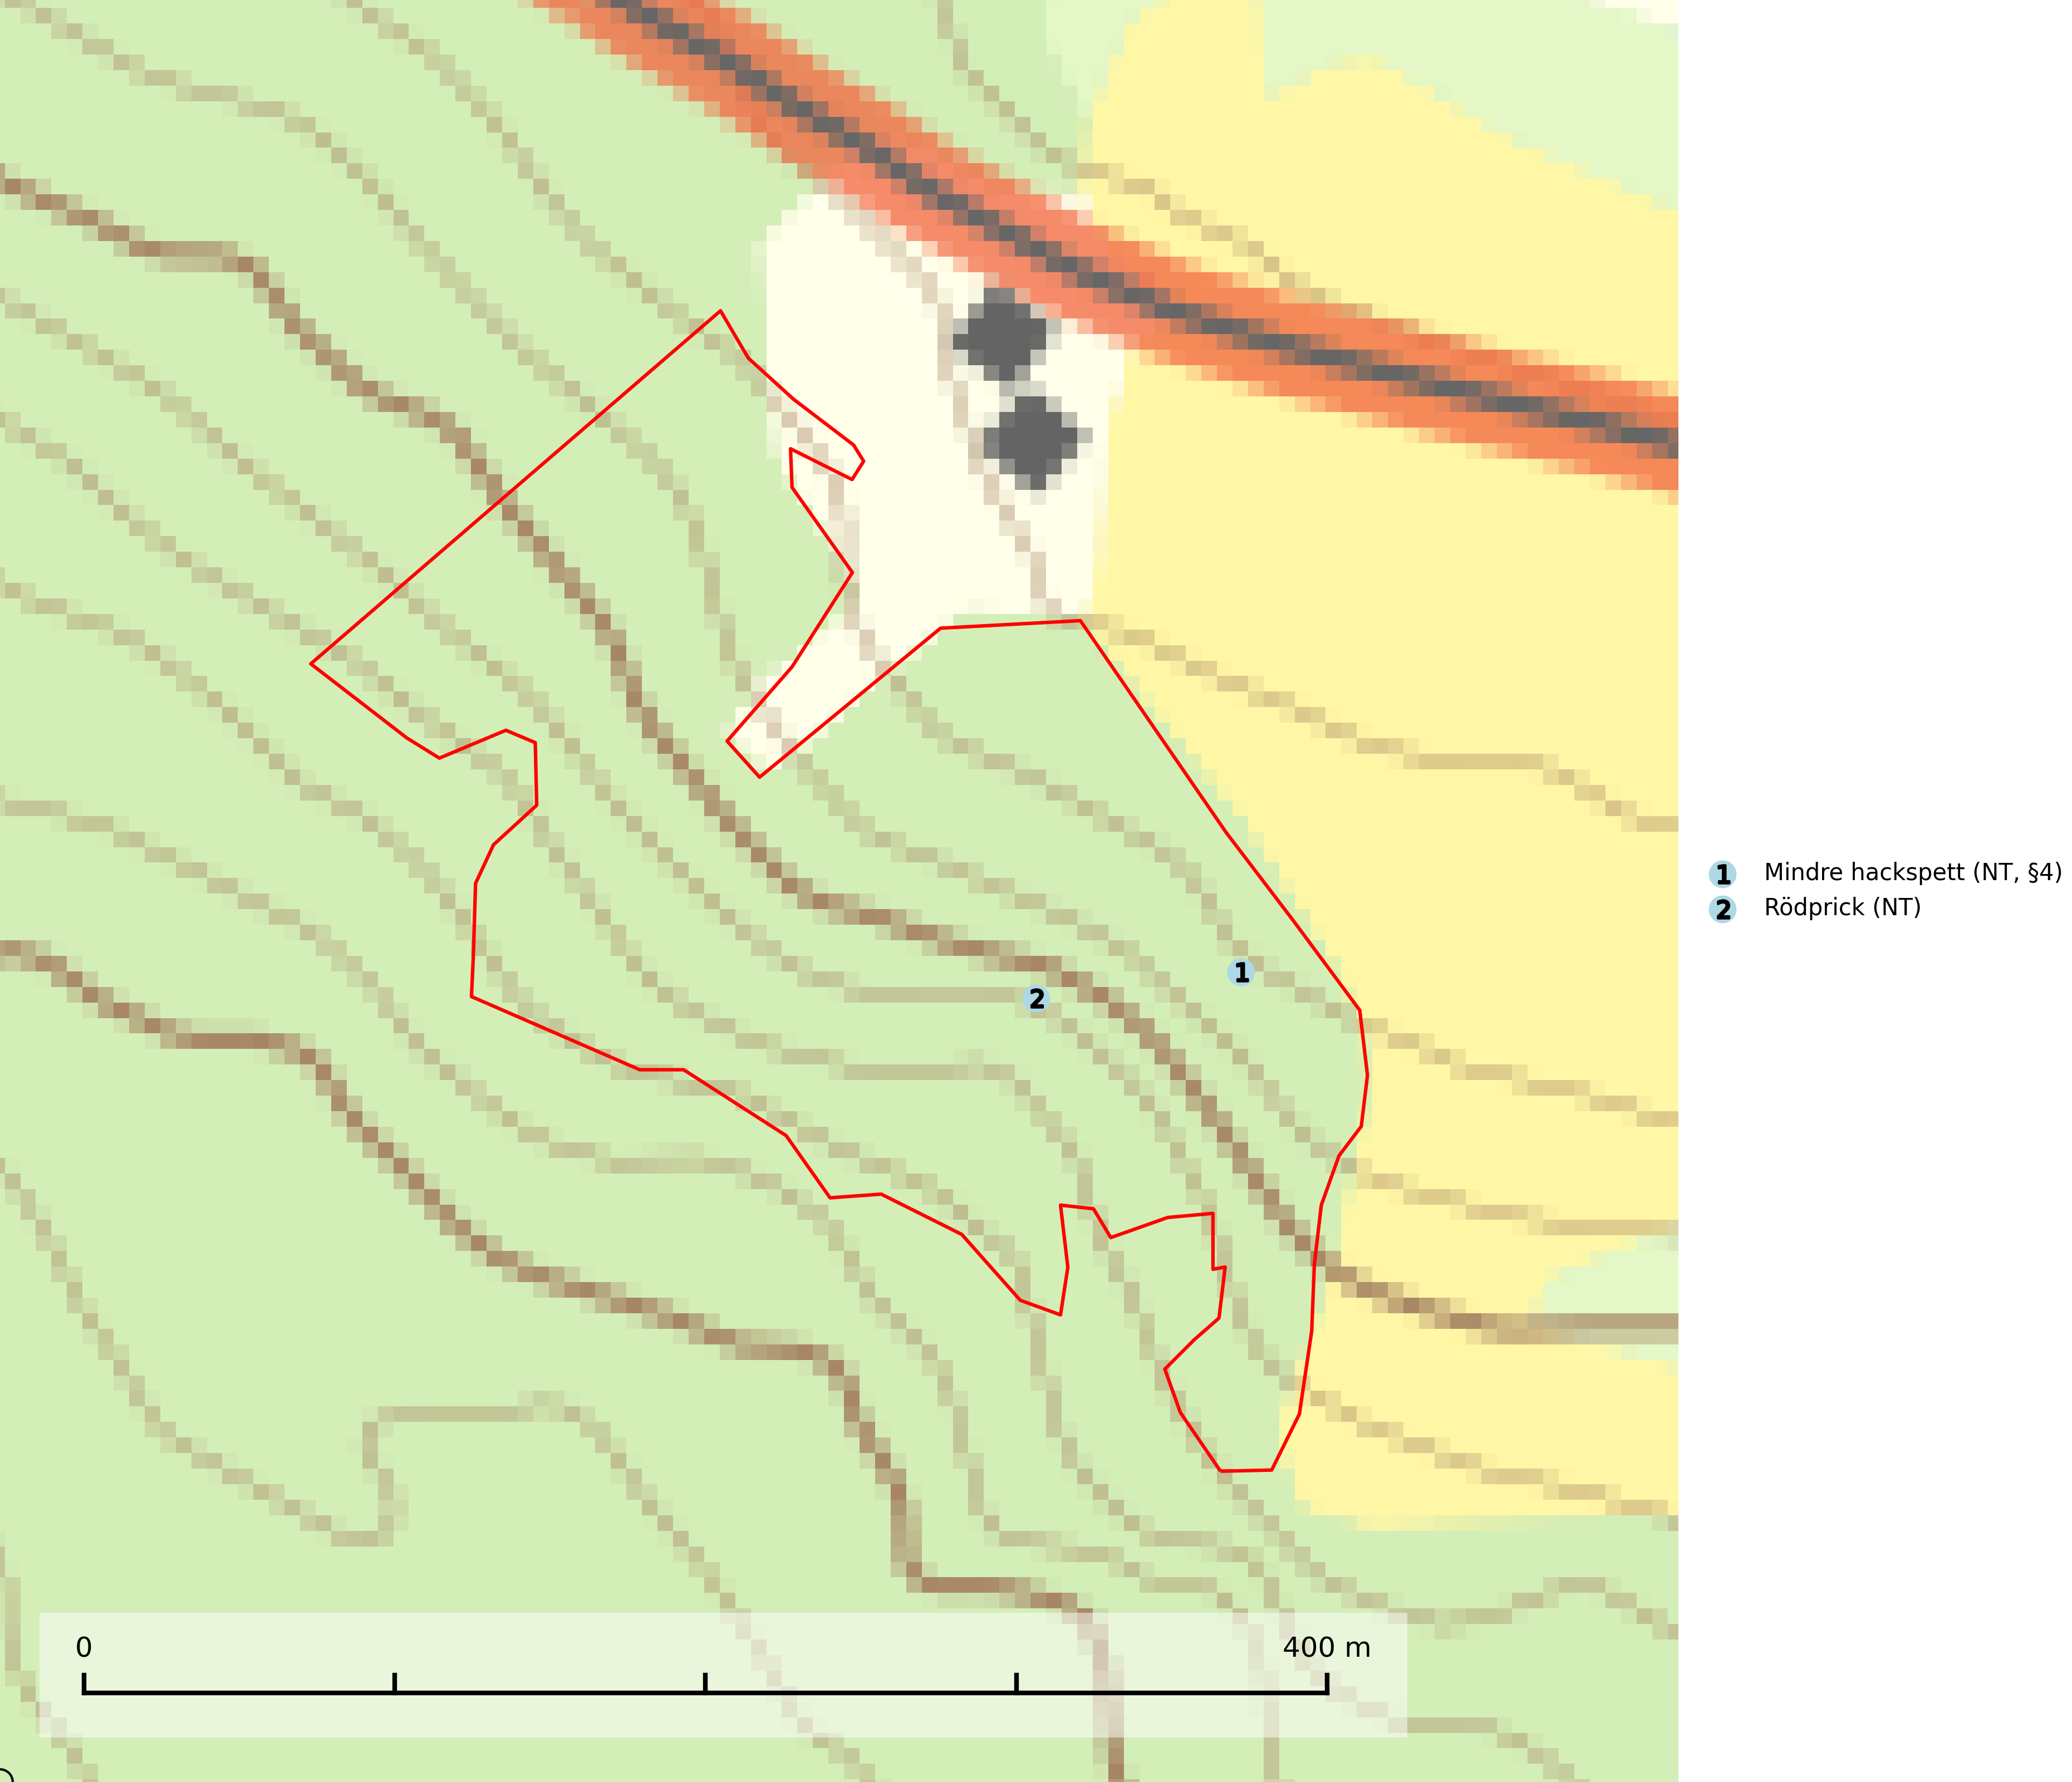 1 Mindre hackspett (NT, §4)
2 Rödprick (NT)
1
2
0 400 m